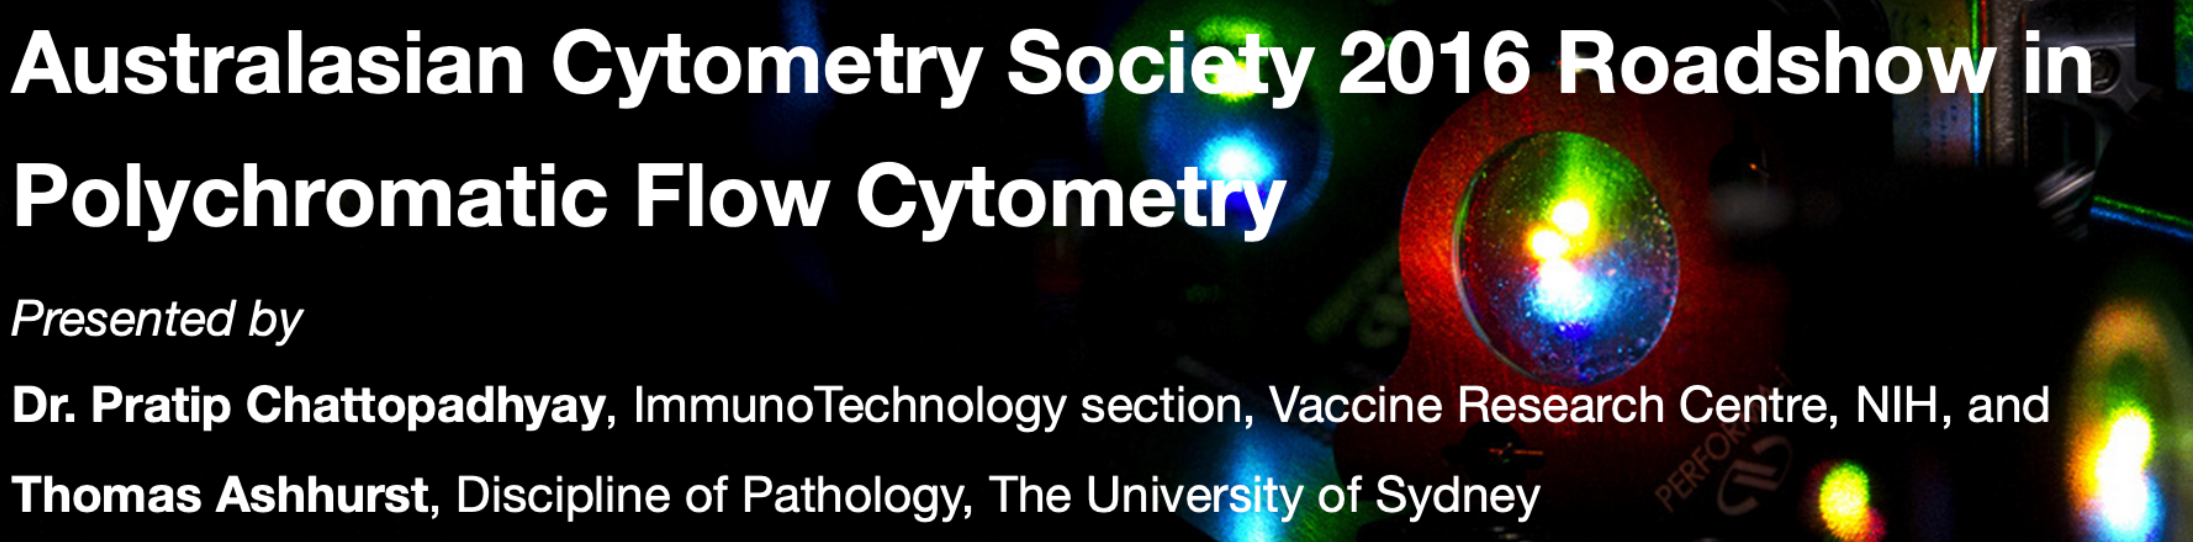 Australasian Cytometry Society 2016 Roadshow in
Polychromatic Flow Cytometry
Presented by
Dr. Pratip Chattopadhyay, ImmunoTechnology section, Vaccine Research Centre, NIH, and
Thomas Ashhurst, Discipline of Pathology, The University of Sydney